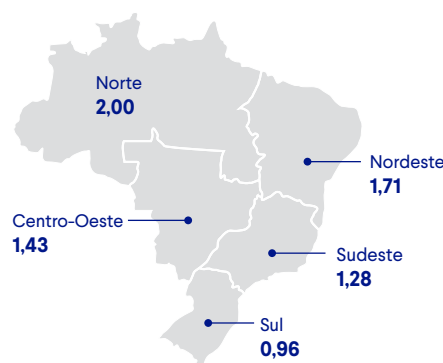 Norte
2,00
Nordeste
1,71
Centro-Oeste
1,43
Sudeste
1,28
Sul
0,96